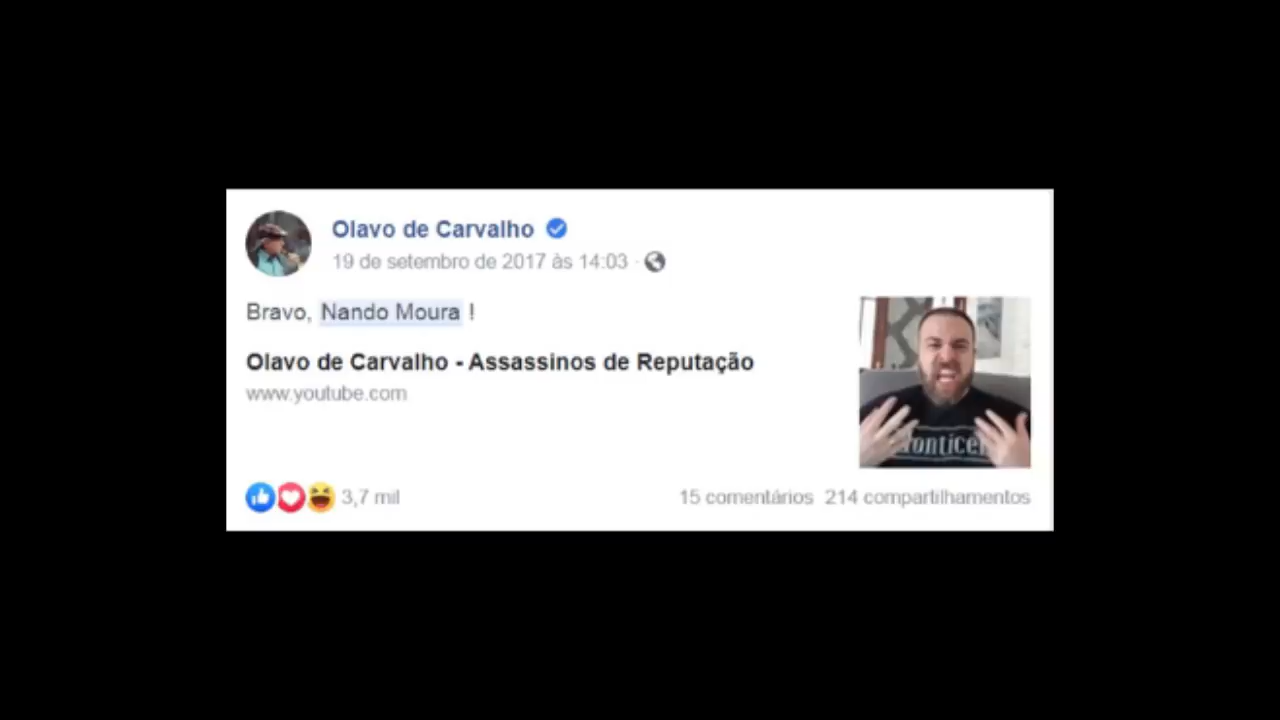 Olavo de Carvalho
19 de setembro de 2017 às 14:03 ·
Bravo, Nando Moura !
Olavo de Carvalho - Assassinos de Reputação
www.youtube.com
onticel
3,7 mil
15 comentários 214 compartilhamentos